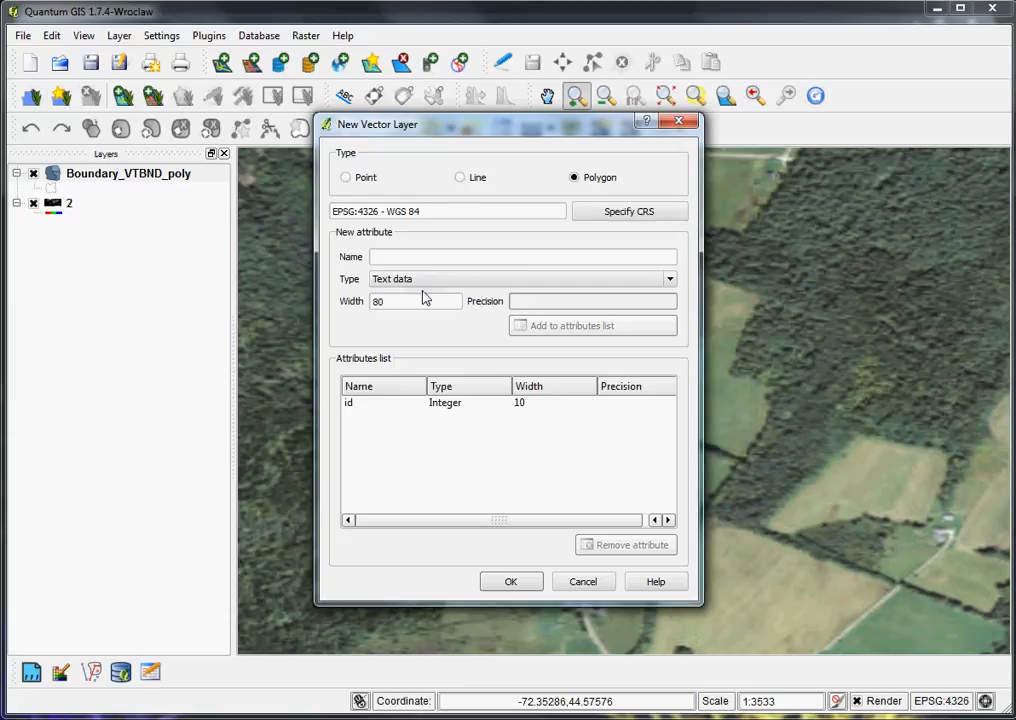 Quantum GIS 1.7.4-Wroclaw
File Edit View Layer Settings Plugins Database Raster Help
Layers
Boundary_VTBND_poly
2
New Vector Layer
Type
Point Line Polygon
EPSG:4326 - WGS 84 Specify CRS
New attribute
Name
Type Text data
Width 80 Precision
Add to attributes list
Attributes list
Name Type Width Precision
id Integer 10
Remove attribute
OK Cancel Help
Coordinate: -72.35286,44.57576 Scale 1:3533 Render EPSG:4326